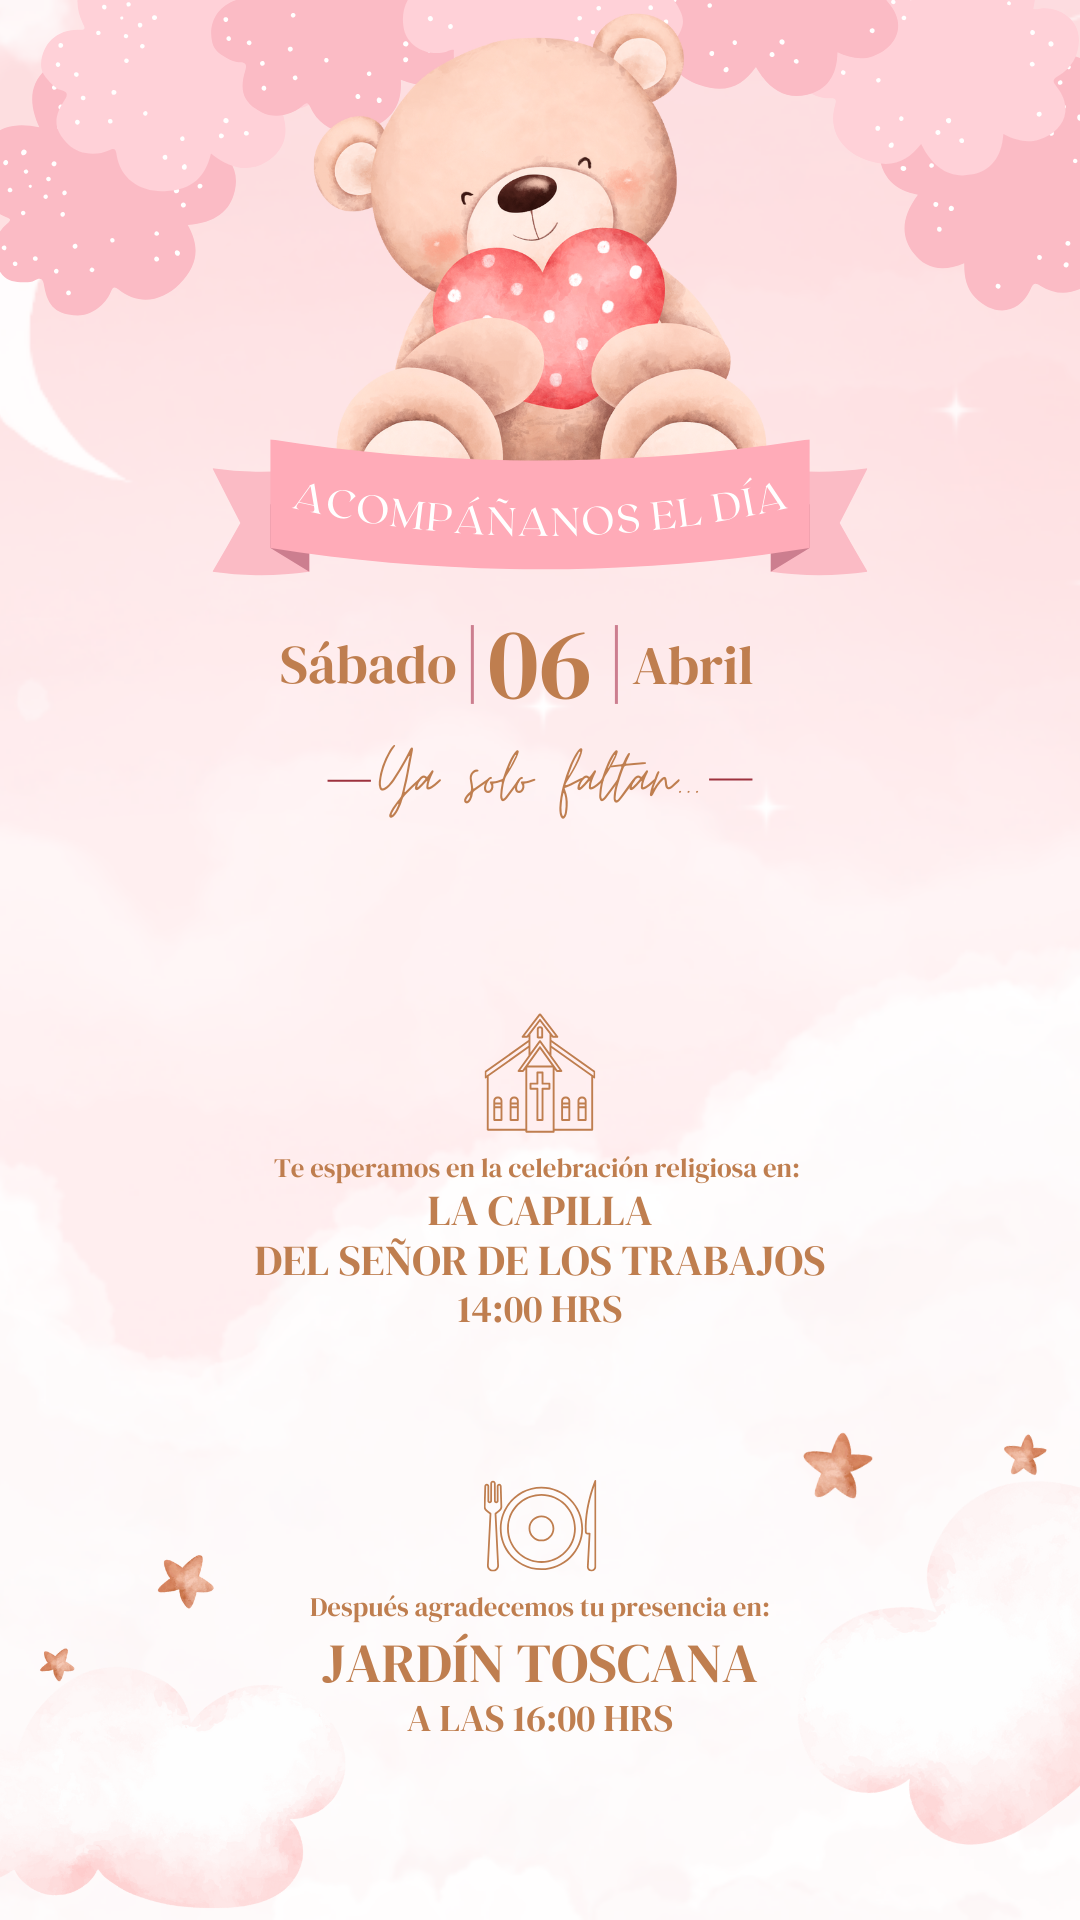 ACOMPÁÑANOS EL DÍA
Sábado | 06 | Abril
Ya solo faltan...
Te esperamos en la celebración religiosa en:
LA CAPILLA
DEL SEÑOR DE LOS TRABAJOS
14:00 HRS
Después agradecemos tu presencia en:
JARDÍN TOSCANA
A LAS 16:00 HRS